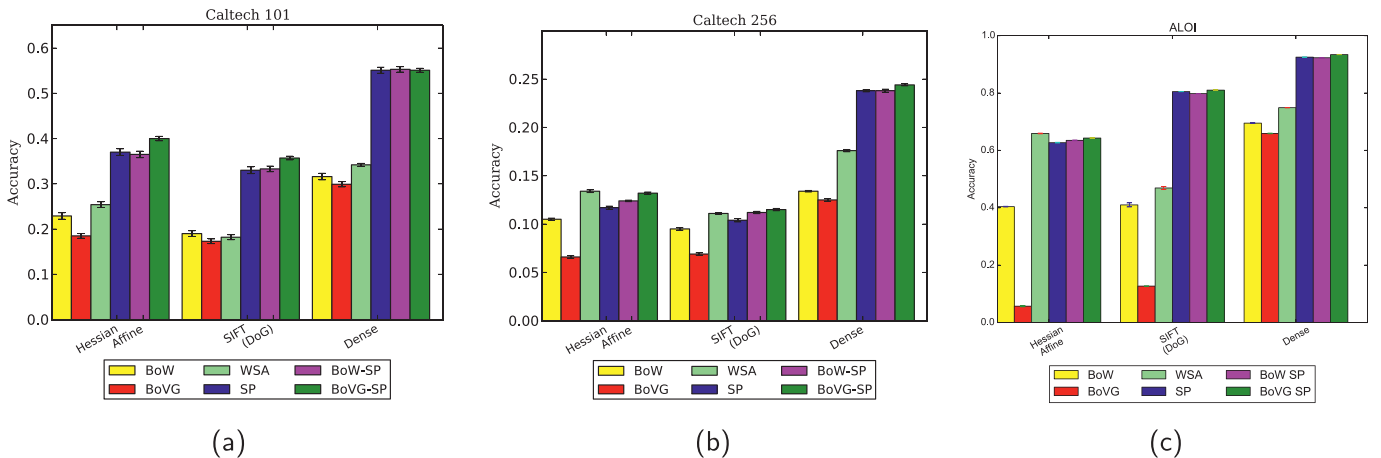 Caltech 101
Accuracy
0.6
0.5
0.4
0.3
0.2
0.1
0.0
Hessian
Affine
SIFT
(DoG)
Dense
BoW
WSA
BoW-SP
BoVG
SP
BoVG-SP
(a)
Caltech 256
Accuracy
0.25
0.20
0.15
0.10
0.05
0.00
Hessian
Affine
SIFT
(DoG)
Dense
BoW
WSA
BoW-SP
BoVG
SP
BoVG-SP
(b)
ALOI
Accuracy
1.0
0.8
0.6
0.4
0.2
0.0
Hessian
Affine
SIFT
(DoG)
Dense
BoW
WSA
BoW SP
BoVG
SP
BoVG SP
(c)